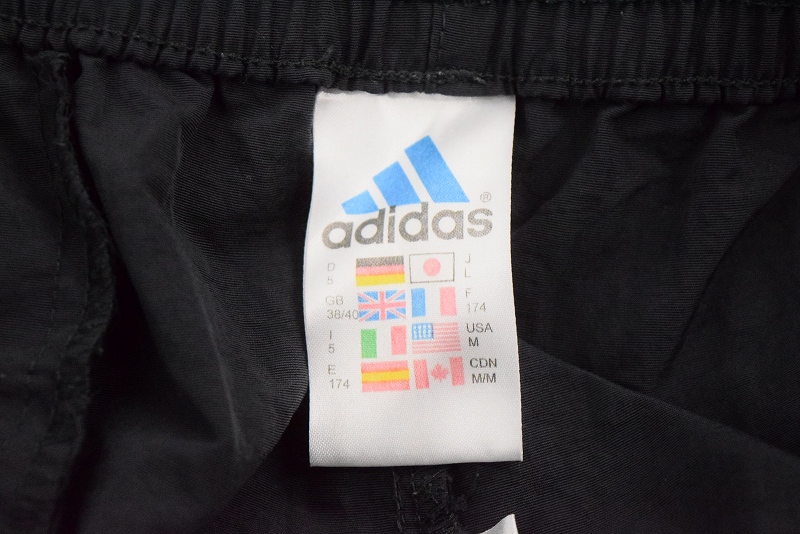 adidas®
D J
5 L
GB F
38/40 174
I USA
5 M
E CDN
174 M/M